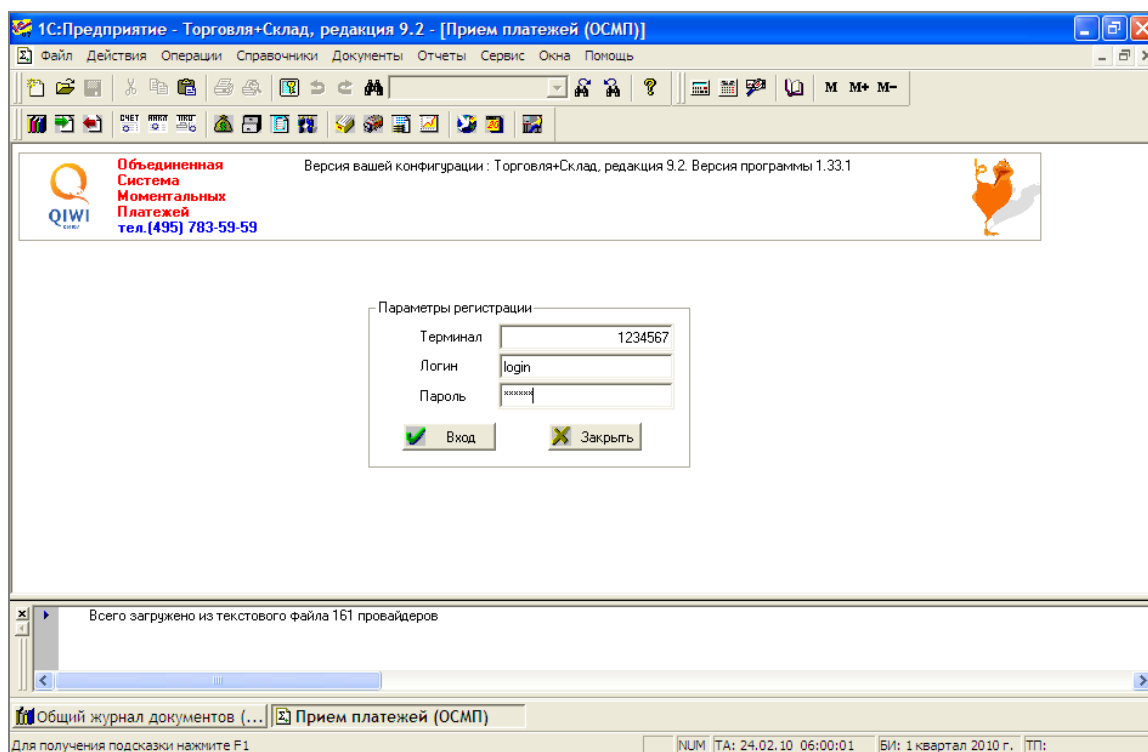 1С:Предприятие - Торговля+Склад, редакция 9.2 - [Прием платежей (ОСМП)]
Файл Действия Операции Справочники Документы Отчеты Сервис Окна Помощь
M M+ M-
СЧЕТ
Объединенная
Система
Моментальных
Платежей
тел.(495) 783-59-59
QIWI
Версия вашей конфигурации : Торговля+Склад, редакция 9.2. Версия программы 1.33.1
Параметры регистрации
Терминал 1234567
Логин login
Пароль ******
Вход Закрыть
Всего загружено из текстового файла 161 провайдеров
Общий журнал документов (... Прием платежей (ОСМП)
Для получения подсказки нажмите F1 NUM ТА: 24.02.10 06:00:01 БИ: 1 квартал 2010 г. ТП: